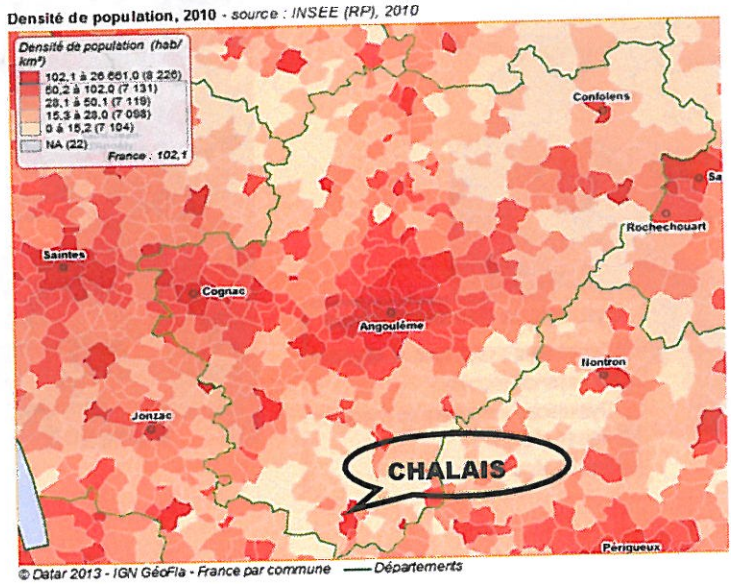 Densité de population, 2010 - source : INSEE (RP), 2010
Densité de population (hab/
km²)
102,1 à 26 661,0 (8 226)
50,2 à 102,0 (7 131)
28,1 à 50,1 (7 119)
15,3 à 28,0 (7 098)
0 à 15,2 (7 104)
NA (22)
France : 102,1
Confolens
Sa
Rochechouart
Saintes
Cognac
Angoulême
Nontron
Jonzac
CHALAIS
Périgueux
© Datar 2013 - IGN GéoFla - France par commune — Départements